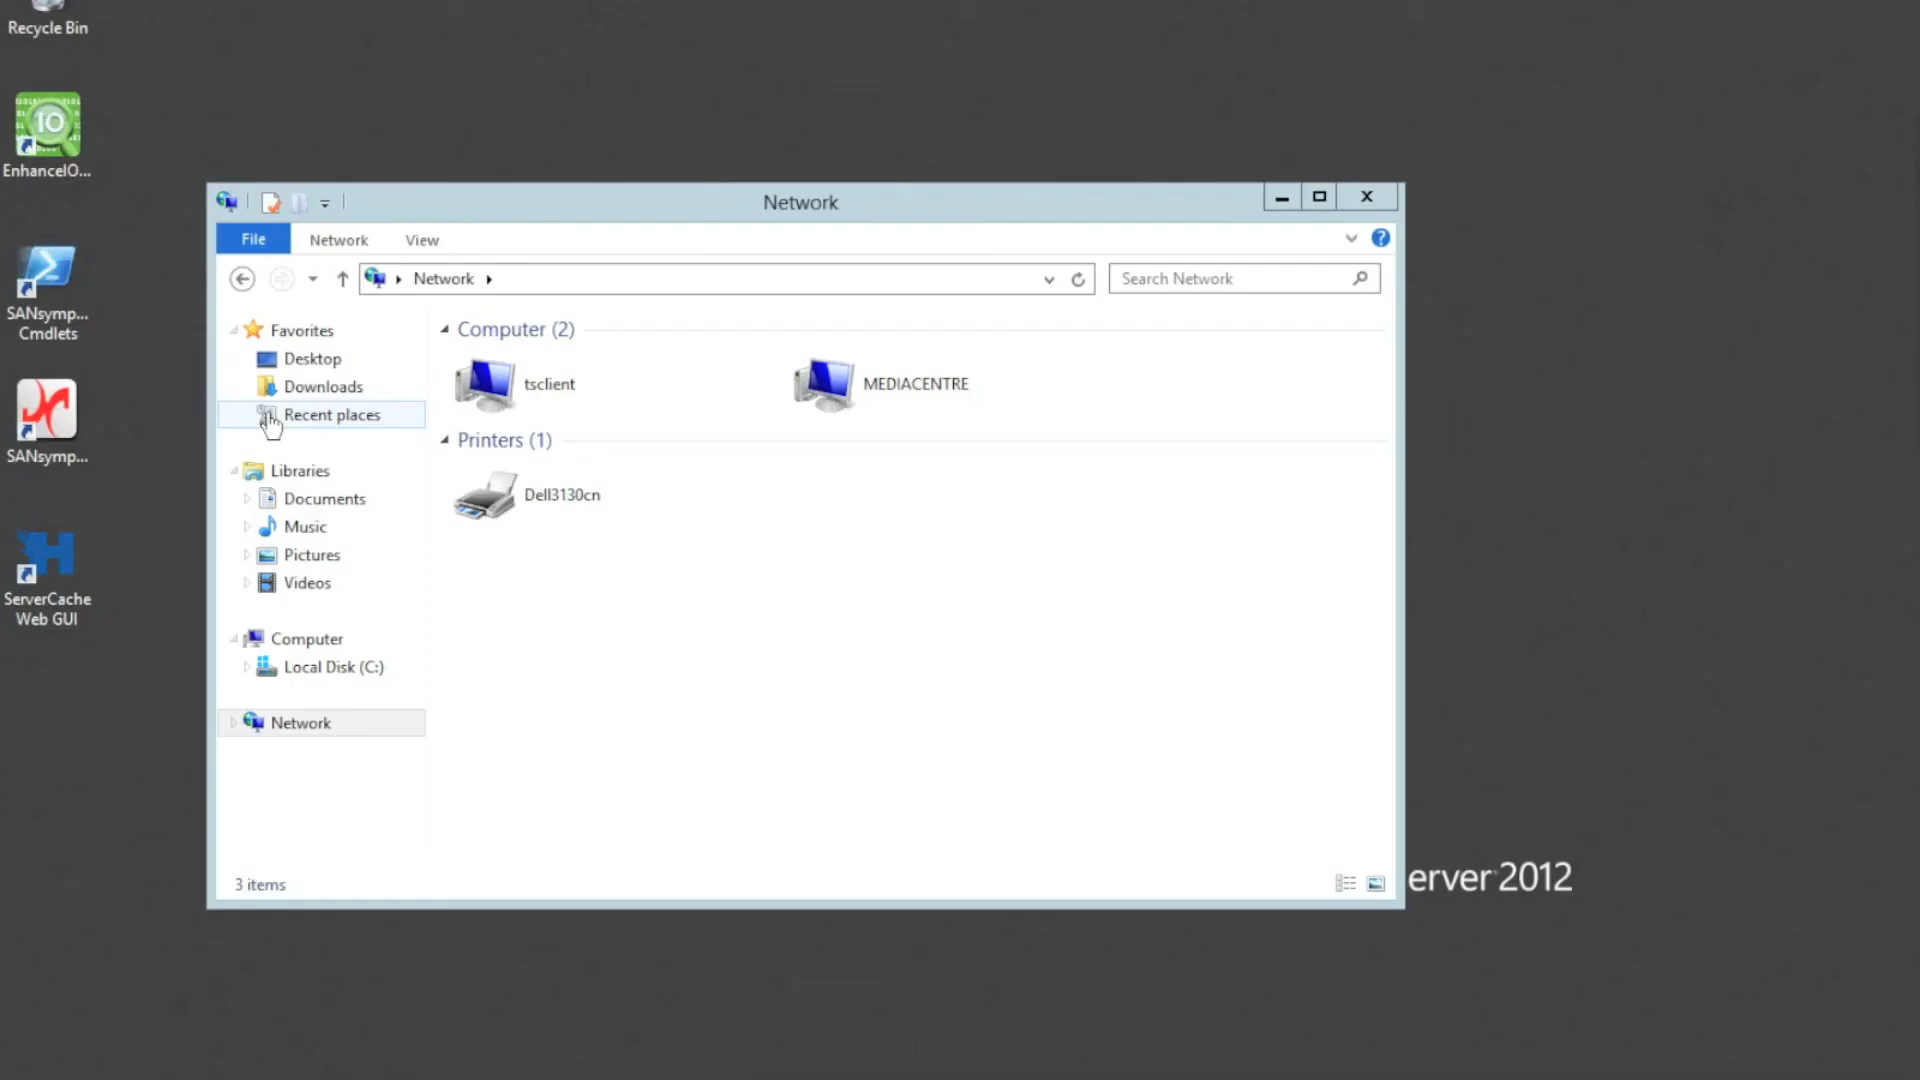 Recycle Bin
EnhanceIO...
SANsymp...
Cmdlets
SANsymp...
ServerCache
Web GUI
Network
File
Network
View
Network
Search Network
Favorites
Desktop
Downloads
Recent places
Libraries
Documents
Music
Pictures
Videos
Computer
Local Disk (C:)
Network
Computer (2)
tsclient
MEDIACENTRE
Printers (1)
Dell3130cn
3 items
erver 2012